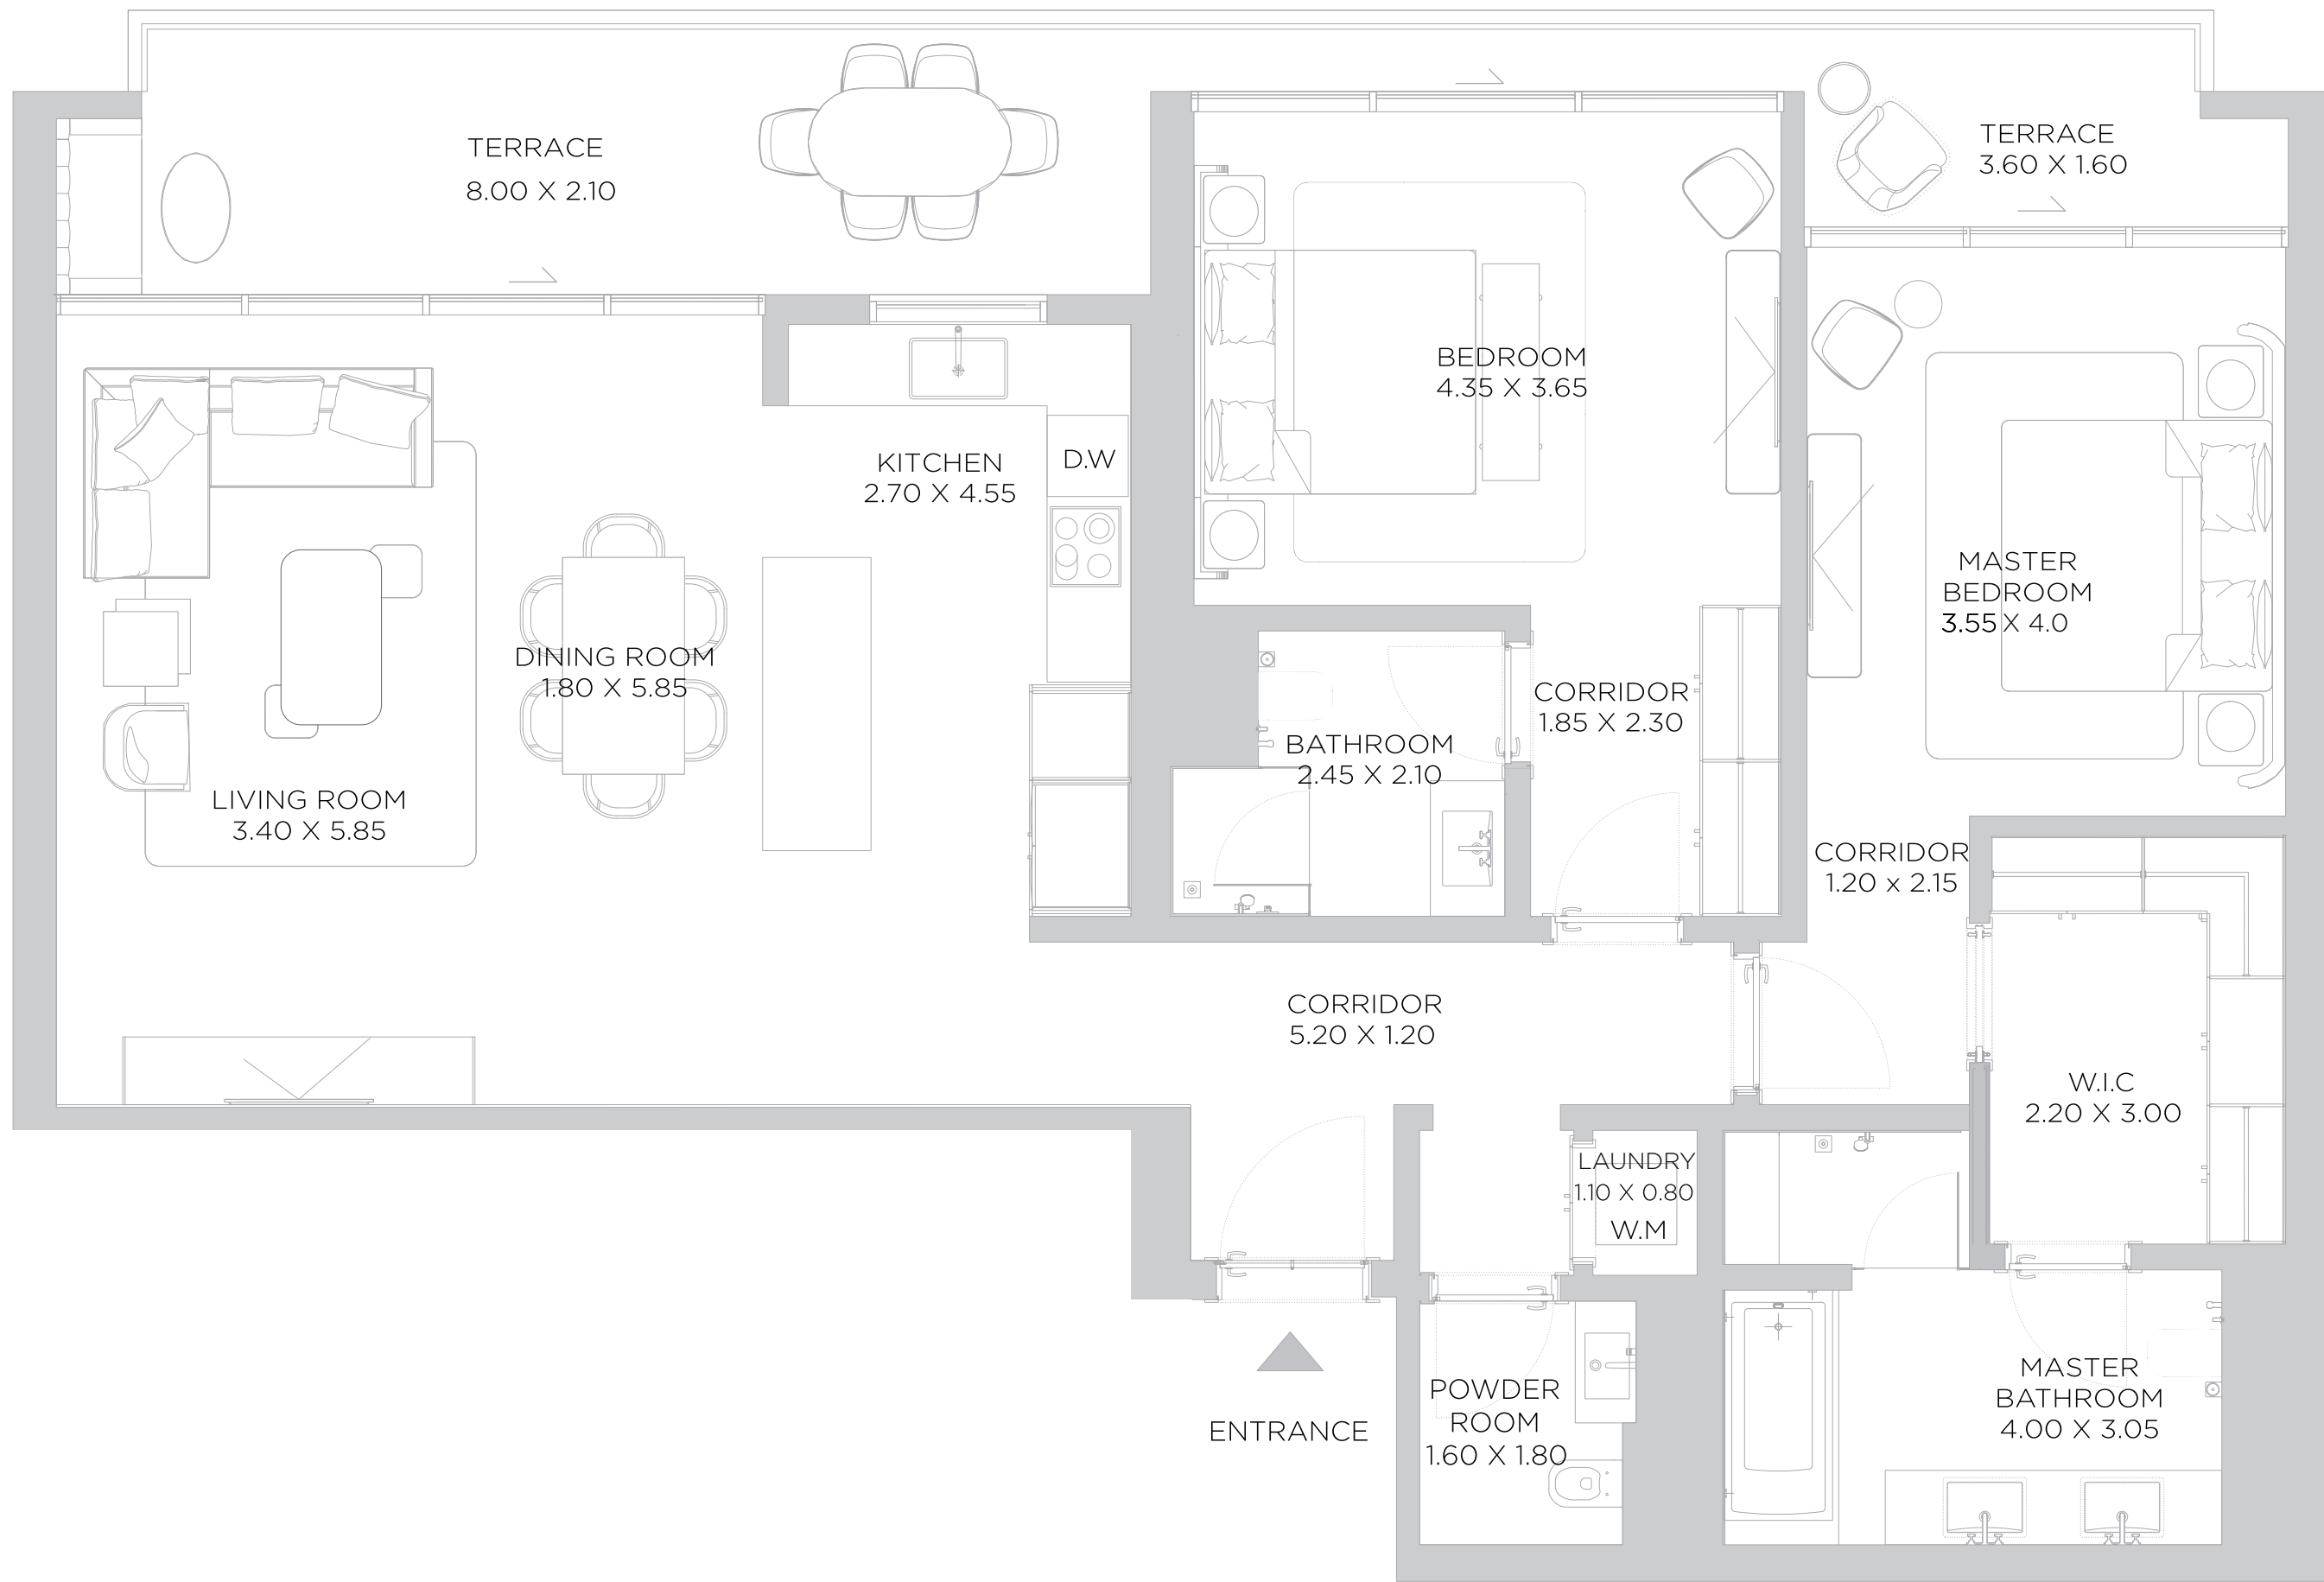 TERRACE
8.00 X 2.10
TERRACE
3.60 X 1.60
BEDROOM
4.35 X 3.65
KITCHEN
2.70 X 4.55
D.W
MASTER
BEDROOM
3.55 X 4.0
DINING ROOM
1.80 X 5.85
CORRIDOR
1.85 X 2.30
BATHROOM
2.45 X 2.10
LIVING ROOM
3.40 X 5.85
CORRIDOR
1.20 x 2.15
CORRIDOR
5.20 X 1.20
W.I.C
2.20 X 3.00
LAUNDRY
1.10 X 0.80
W.M
MASTER
BATHROOM
4.00 X 3.05
POWDER
ROOM
1.60 X 1.80
ENTRANCE